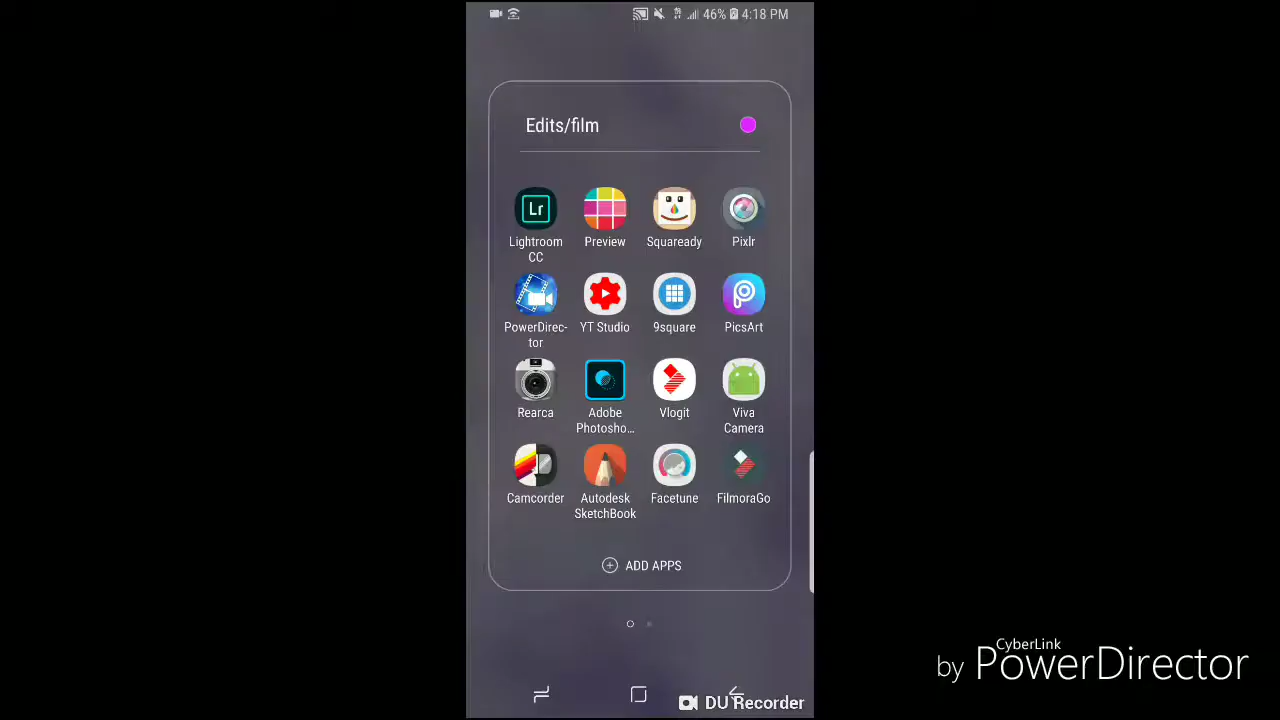 46% 4:18 PM
Edits/film
Lr
Lightroom CC
Preview
Squaready
Pixlr
PowerDirec-
tor
YT Studio
9square
PicsArt
Rearca
Adobe
Photosho...
Vlogit
Viva
Camera
Camcorder
Autodesk
SketchBook
Facetune
FilmoraGo
ADD APPS
DU Recorder
CyberLink
by PowerDirector